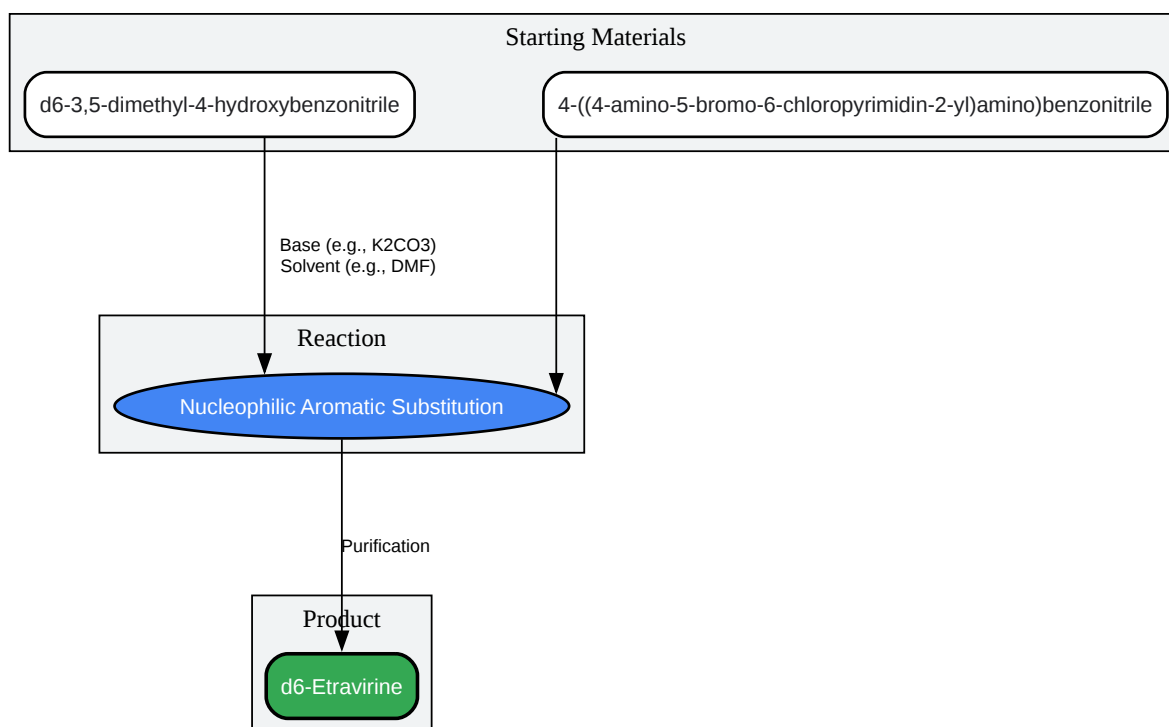 Starting Materials
d6-3,5-dimethyl-4-hydroxybenzonitrile
4-((4-amino-5-bromo-6-chloropyrimidin-2-yl)amino)benzonitrile
Base (e.g., K2CO3)
Solvent (e.g., DMF)
Reaction
Nucleophilic Aromatic Substitution
Purification
Product
d6-Etravirine